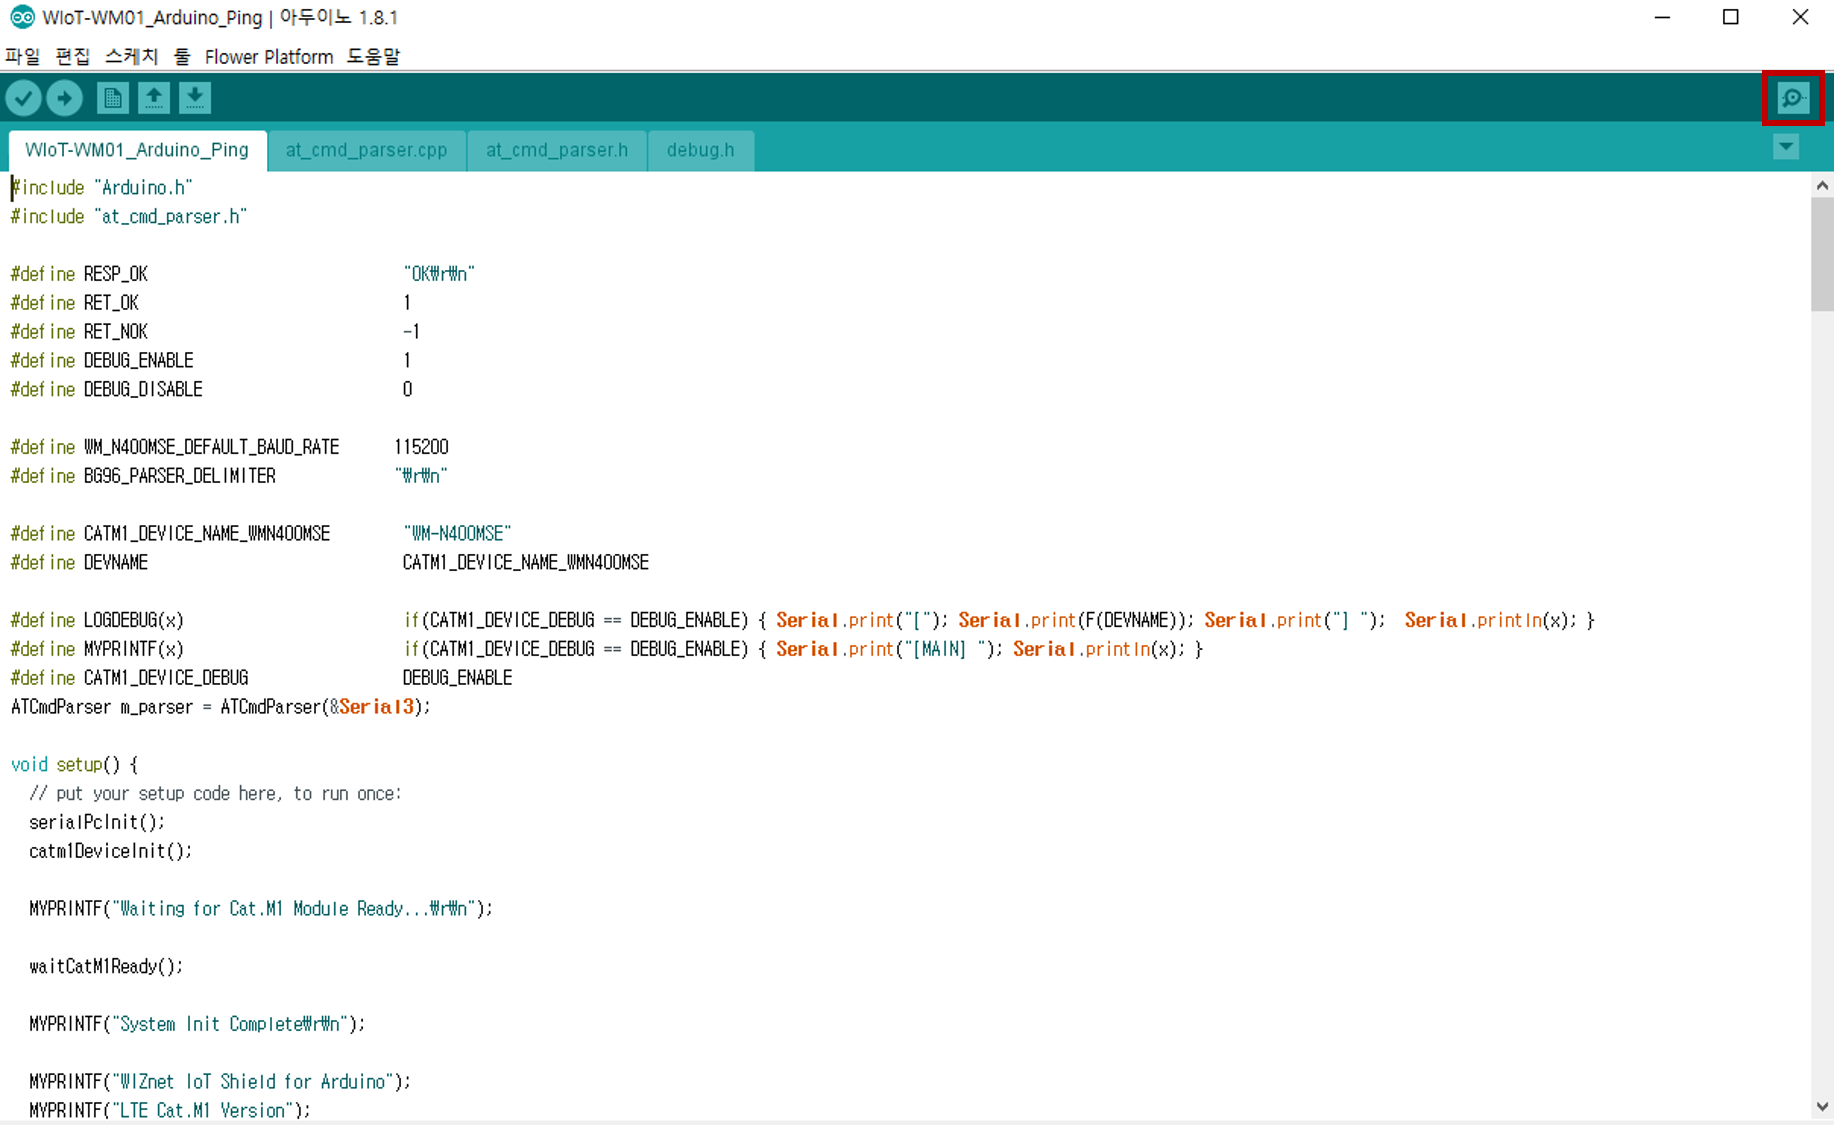 WIoT-WM01_Arduino_Ping | 아두이노 1.8.1
파일 편집 스케치 툴 Flower Platform 도움말
WIoT-WM01_Arduino_Ping at_cmd_parser.cpp at_cmd_parser.h debug.h
#include "Arduino.h"
#include "at_cmd_parser.h"
#define RESP_OK "OK₩r₩n"
#define RET_OK 1
#define RET_NOK -1
#define DEBUG_ENABLE 1
#define DEBUG_DISABLE 0
#define WM_N400MSE_DEFAULT_BAUD_RATE 115200
#define BG96_PARSER_DELIMITER "₩r₩n"
#define CATM1_DEVICE_NAME_WMN400MSE "WM-N400MSE"
#define DEVNAME CATM1_DEVICE_NAME_WMN400MSE
#define LOGDEBUG(x) if(CATM1_DEVICE_DEBUG == DEBUG_ENABLE) { Serial.print("["); Serial.print(F(DEVNAME)); Serial.print("] "); Serial.println(x); }
#define MYPRINTF(x) if(CATM1_DEVICE_DEBUG == DEBUG_ENABLE) { Serial.print("[MAIN] "); Serial.println(x); }
#define CATM1_DEVICE_DEBUG DEBUG_ENABLE
ATCmdParser m_parser = ATCmdParser(&Serial3);
void setup() {
// put your setup code here, to run once:
serialPcInit();
catm1DeviceInit();
MYPRINTF("Waiting for Cat.M1 Module Ready...₩r₩n");
waitCatM1Ready();
MYPRINTF("System Init Complete₩r₩n");
MYPRINTF("WIZnet IoT Shield for Arduino");
MYPRINTF("LTE Cat.M1 Version");